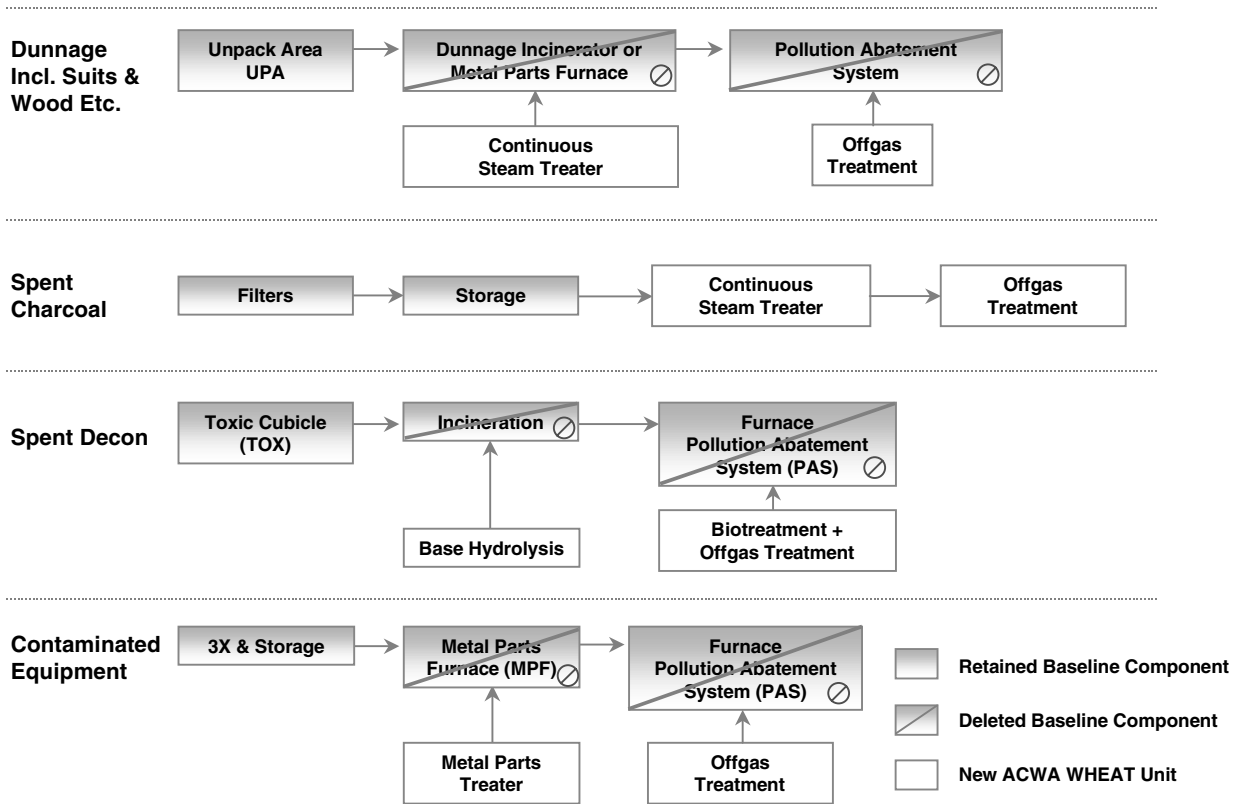 Dunnage
Incl. Suits &
Wood Etc.
Unpack Area
UPA
Dunnage Incinerator or
Metal Parts Furnace
Pollution Abatement
System
Continuous
Steam Treater
Offgas
Treatment
Spent
Charcoal
Filters
Storage
Continuous
Steam Treater
Offgas
Treatment
Spent Decon
Toxic Cubicle
(TOX)
Incineration
Furnace
Pollution Abatement
System (PAS)
Base Hydrolysis
Biotreatment +
Offgas Treatment
Contaminated
Equipment
3X & Storage
Metal Parts
Furnace (MPF)
Furnace
Pollution Abatement
System (PAS)
Metal Parts
Treater
Offgas
Treatment
Retained Baseline Component
Deleted Baseline Component
New ACWA WHEAT Unit